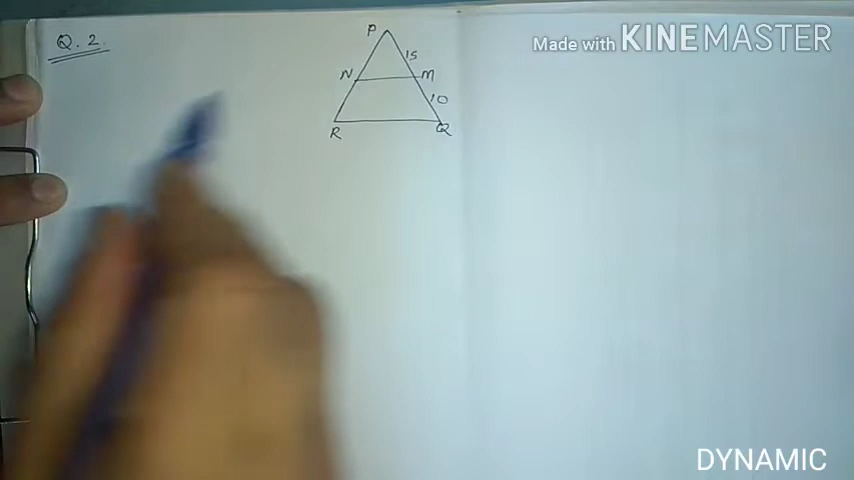 Q. 2.
P
15
N M
10
R Q
Made with KINEMASTER
DYNAMIC